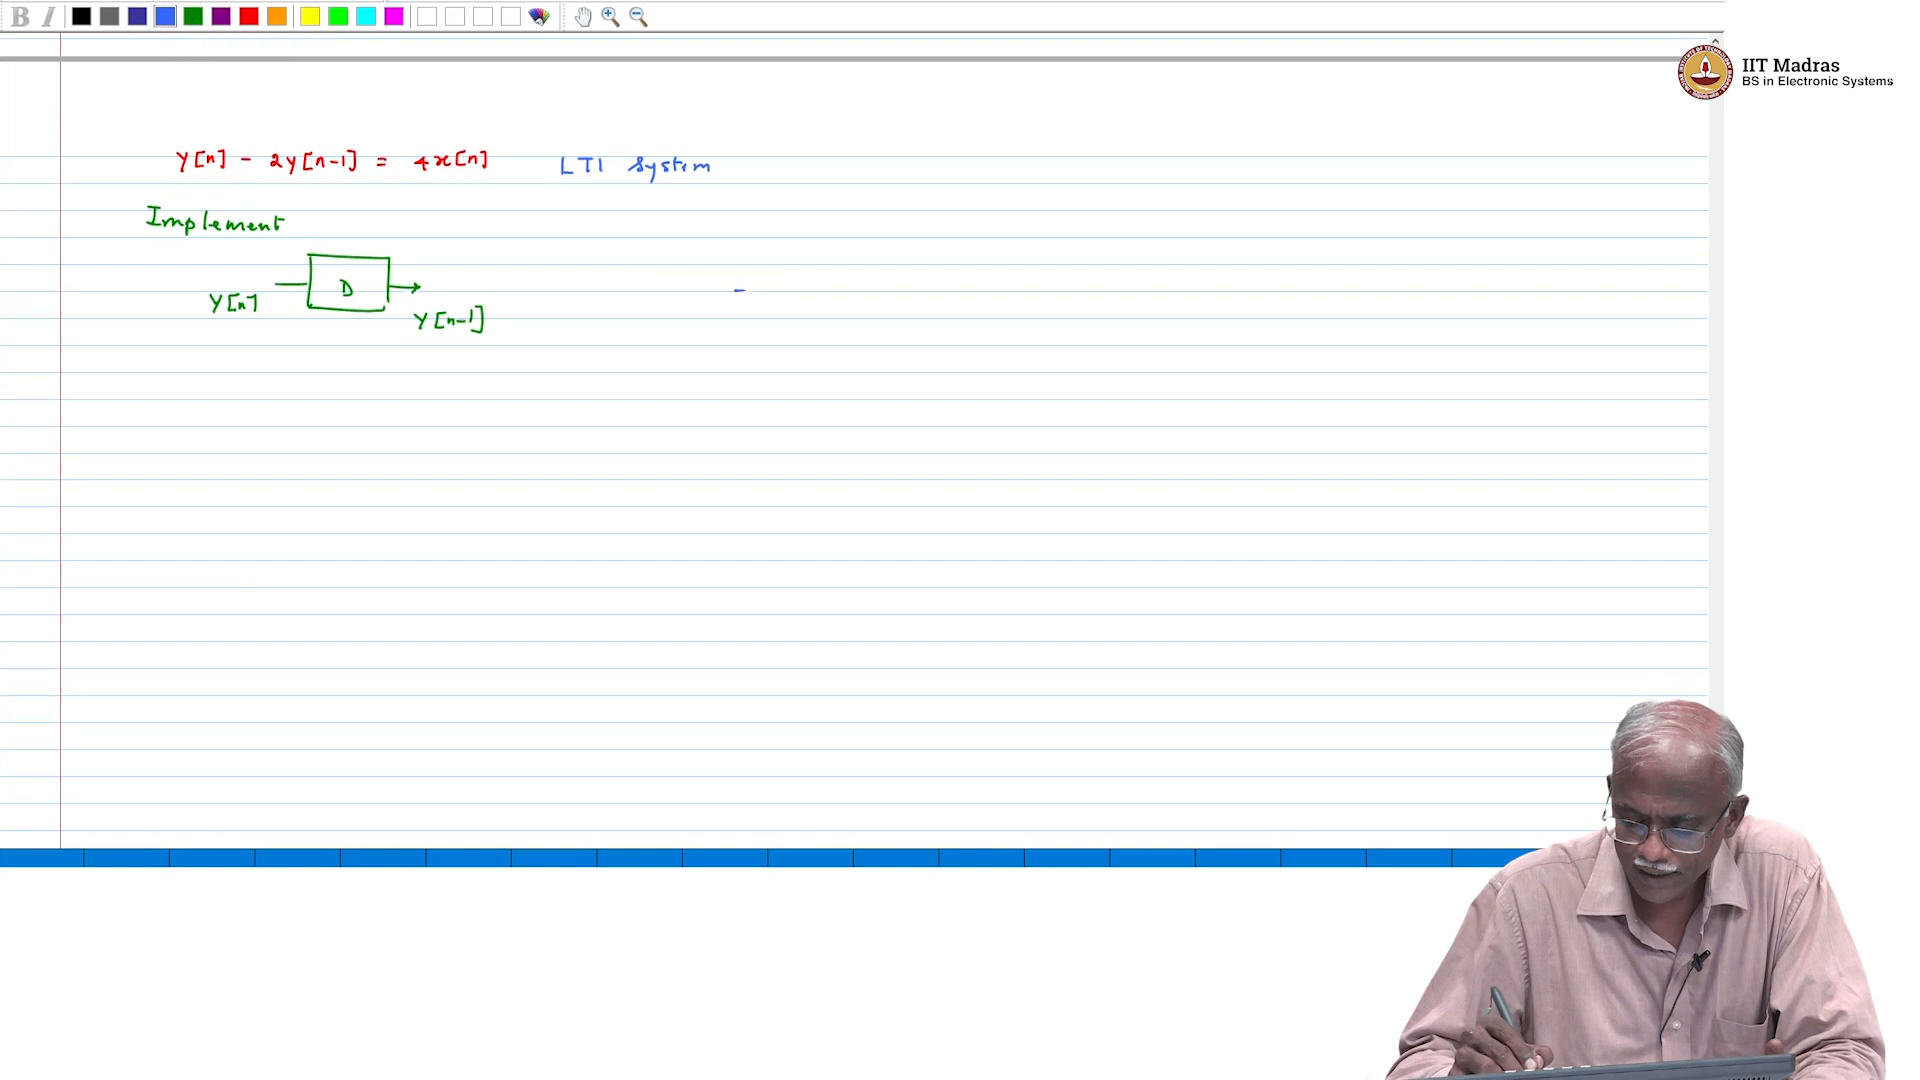 B I
IIT Madras
BS in Electronic Systems
y[n] - 2y[n-1] = 4x[n] LTI System
Implement
D
y[n]
y[n-1]